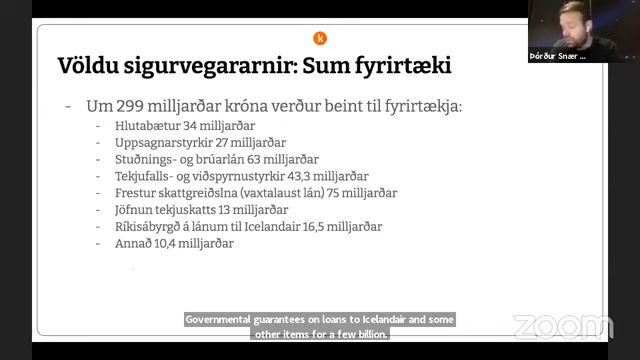 k
Völdu sigurvegararnir: Sum fyrirtæki
- Um 299 milljarðar króna verður beint til fyrirtækja:
- Hlutabætur 34 milljarðar
- Uppsagnarstyrkir 27 milljarðar
- Stuðnings- og brúarlán 63 milljarðar
- Tekjufalls- og viðspyrnustyrkir 43,3 milljarðar
- Frestur skattgreiðslna (vaxtalaust lán) 75 milljarðar
- Jöfnun tekjuskatts 13 milljarðar
- Ríkisábyrgð á lánum til Icelandair 16,5 milljarðar
- Annað 10,4 milljarðar
Þórður Snær ...
Governmental guarantees on loans to Icelandair and some
other items for a few billion.
zoom